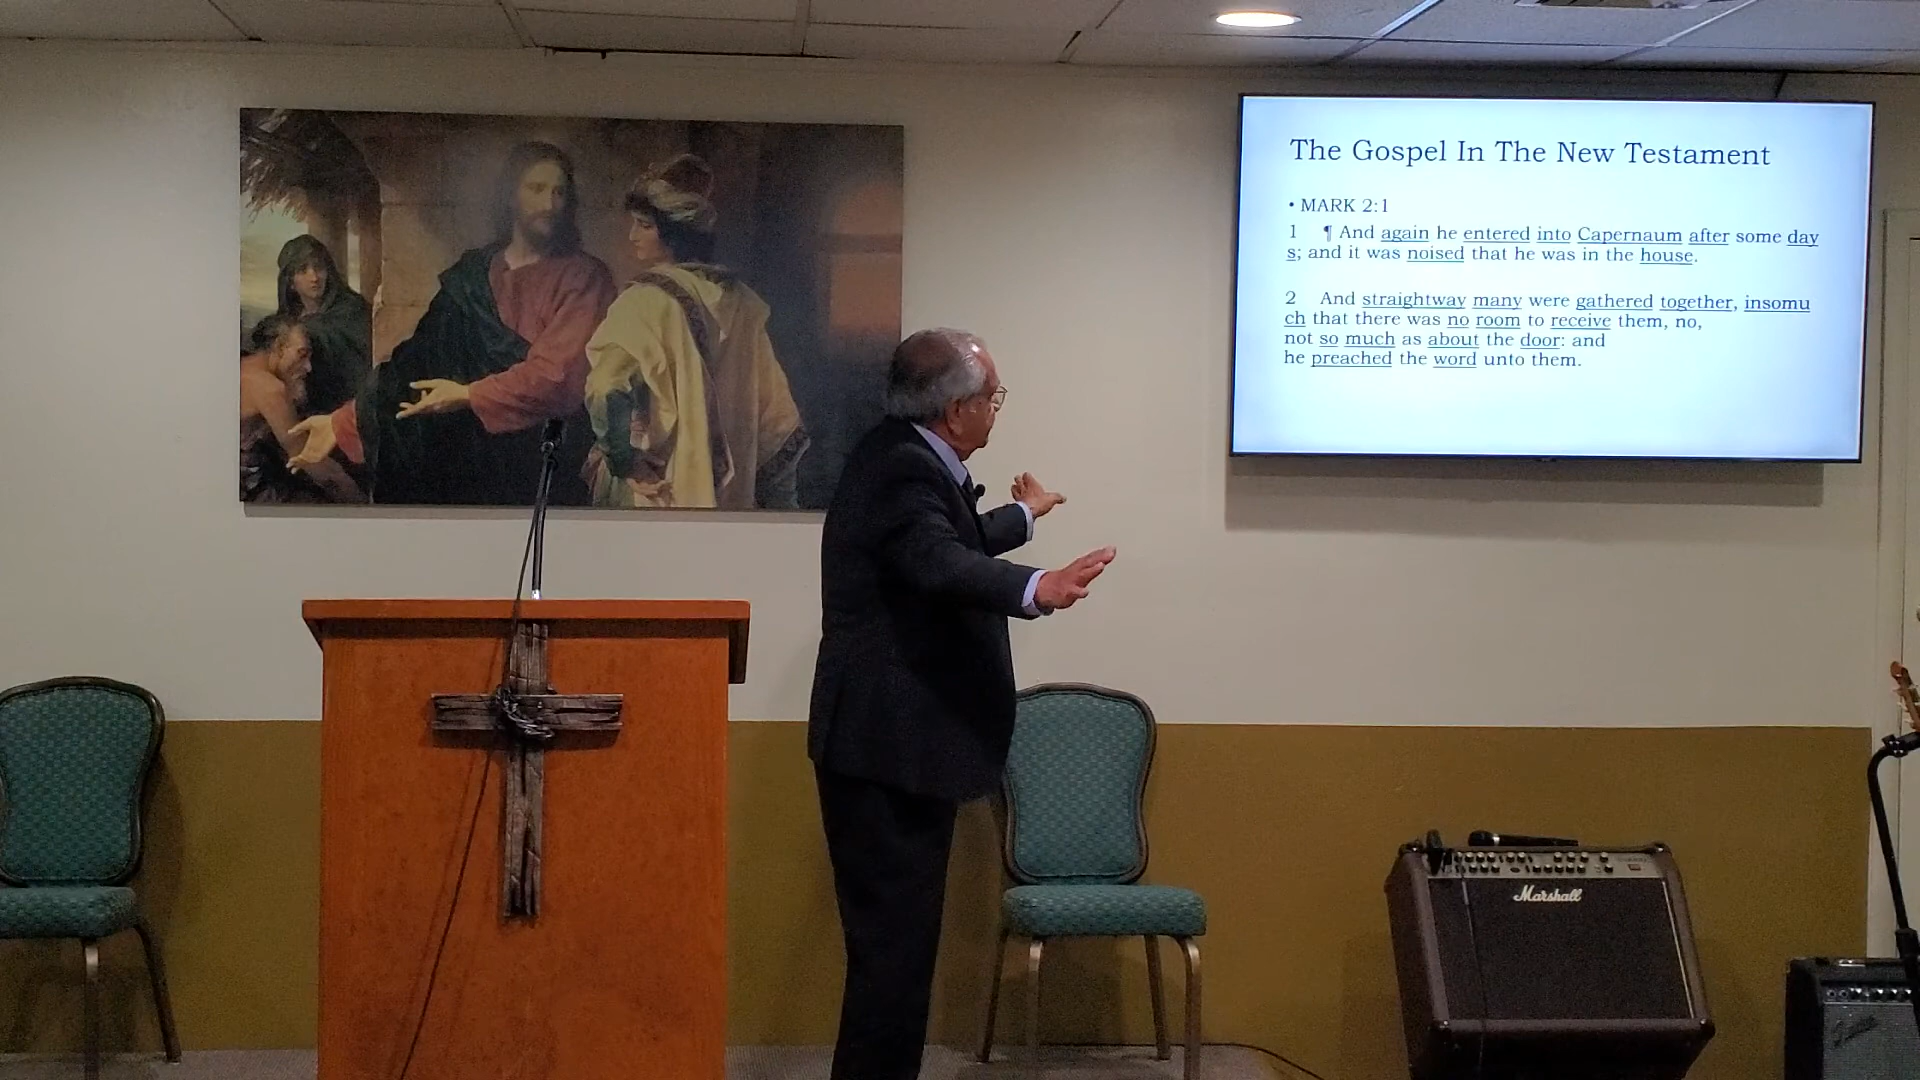 The Gospel In The New Testament
• MARK 2:1
1 ¶ And again he entered into Capernaum after some day
s; and it was noised that he was in the house.
2 And straightway many were gathered together, insomu
ch that there was no room to receive them, no,
not so much as about the door: and
he preached the word unto them.
Marshall